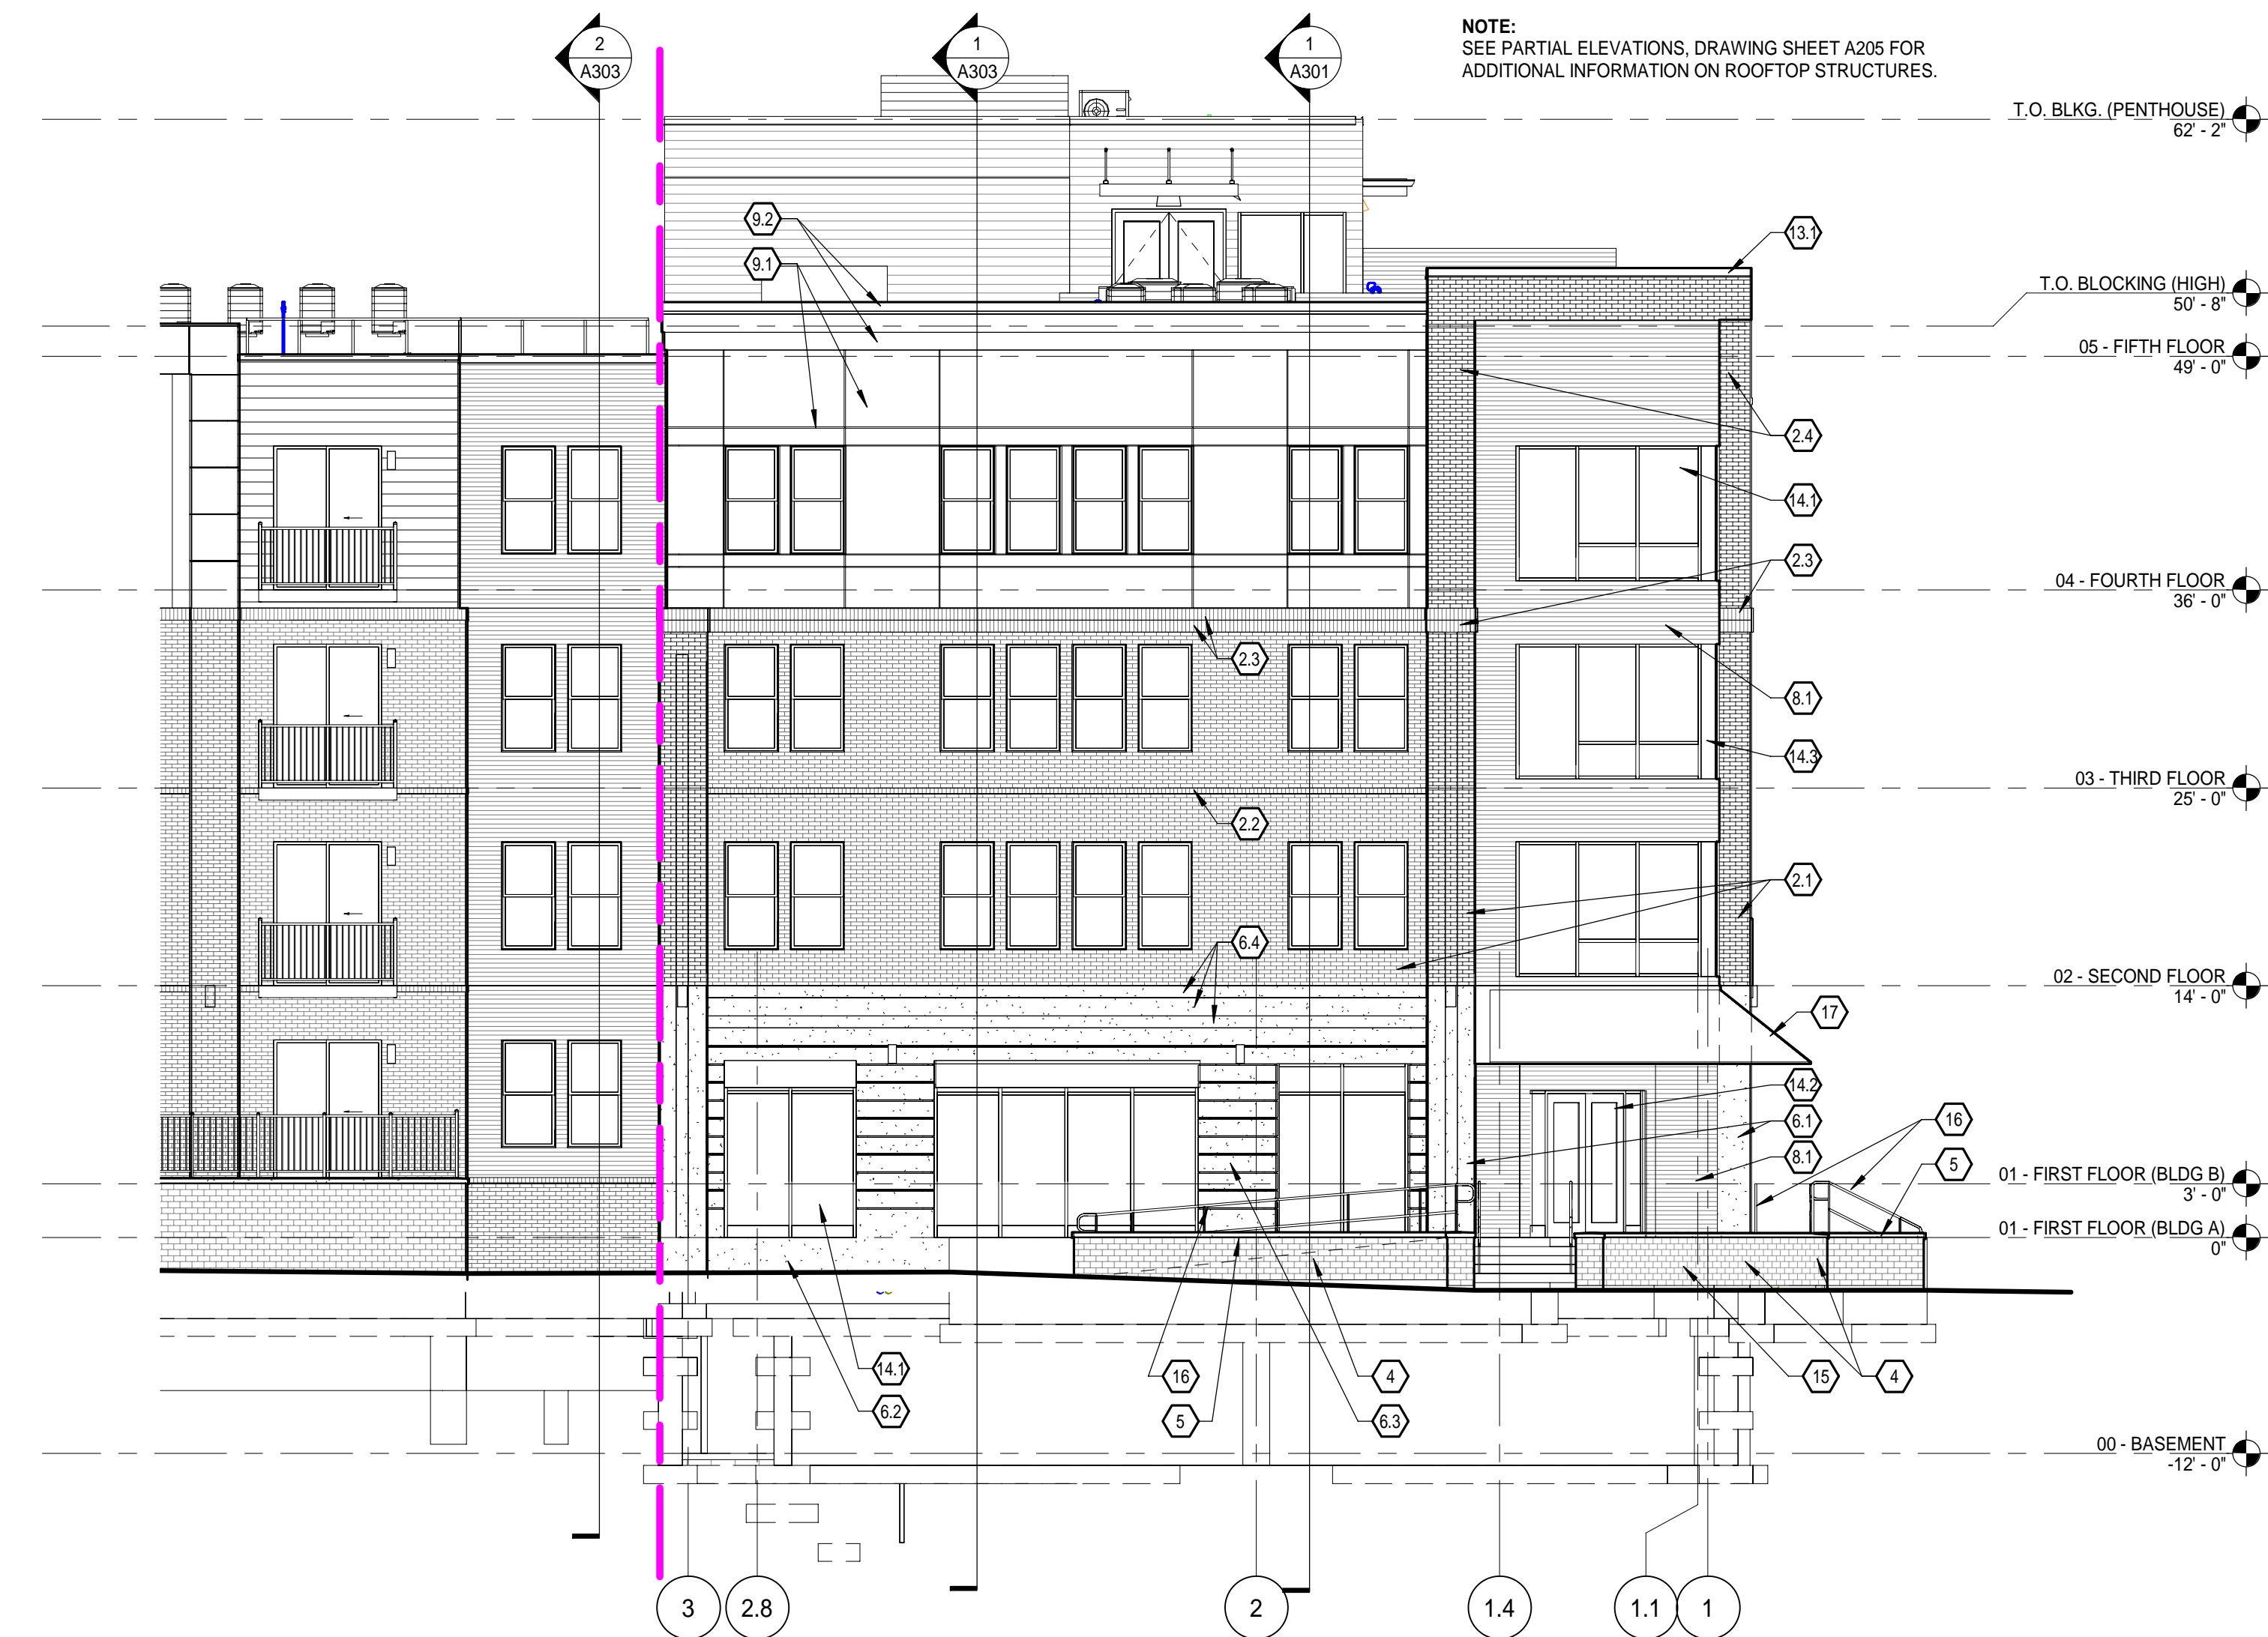 2
A303
1
A303
1
A301
NOTE:
SEE PARTIAL ELEVATIONS, DRAWING SHEET A205 FOR
ADDITIONAL INFORMATION ON ROOFTOP STRUCTURES.
T.O. BLKG. (PENTHOUSE)
62' - 2"
9.2
13.1
9.1
T.O. BLOCKING (HIGH)
50' - 8"
05 - FIFTH FLOOR
49' - 0"
2.4
14.1
2.3
04 - FOURTH FLOOR
36' - 0"
2.3
8.1
14.3
03 - THIRD FLOOR
25' - 0"
2.2
2.1
6.4
02 - SECOND FLOOR
14' - 0"
17
14.2
6.1
16
8.1
5
01 - FIRST FLOOR (BLDG B)
3' - 0"
01 - FIRST FLOOR (BLDG A)
0"
14.1
16
4
15
4
6.2
5
6.3
00 - BASEMENT
-12' - 0"
3
2.8
2
1.4
1.1
1